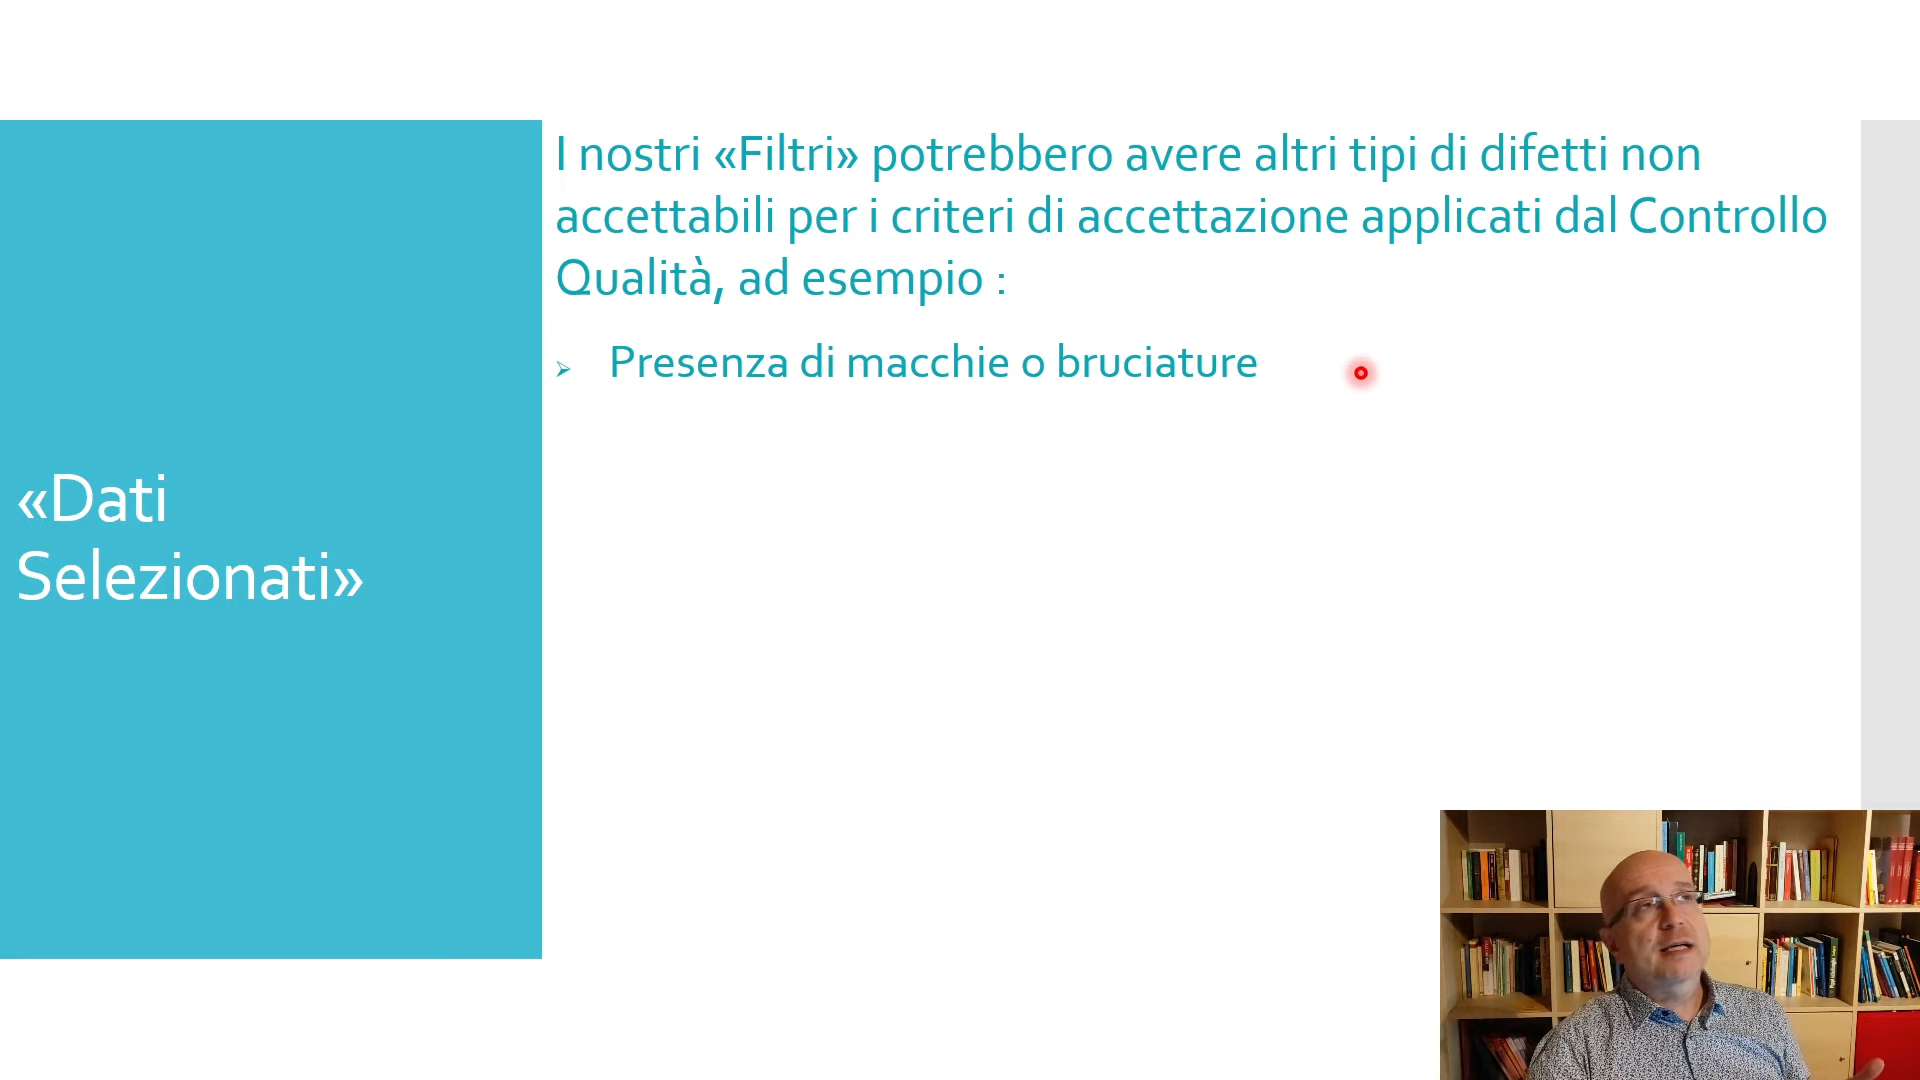 I nostri «Filtri» potrebbero avere altri tipi di difetti non
accettabili per i criteri di accettazione applicati dal Controllo
Qualità, ad esempio :
Presenza di macchie o bruciature
«Dati
Selezionati»